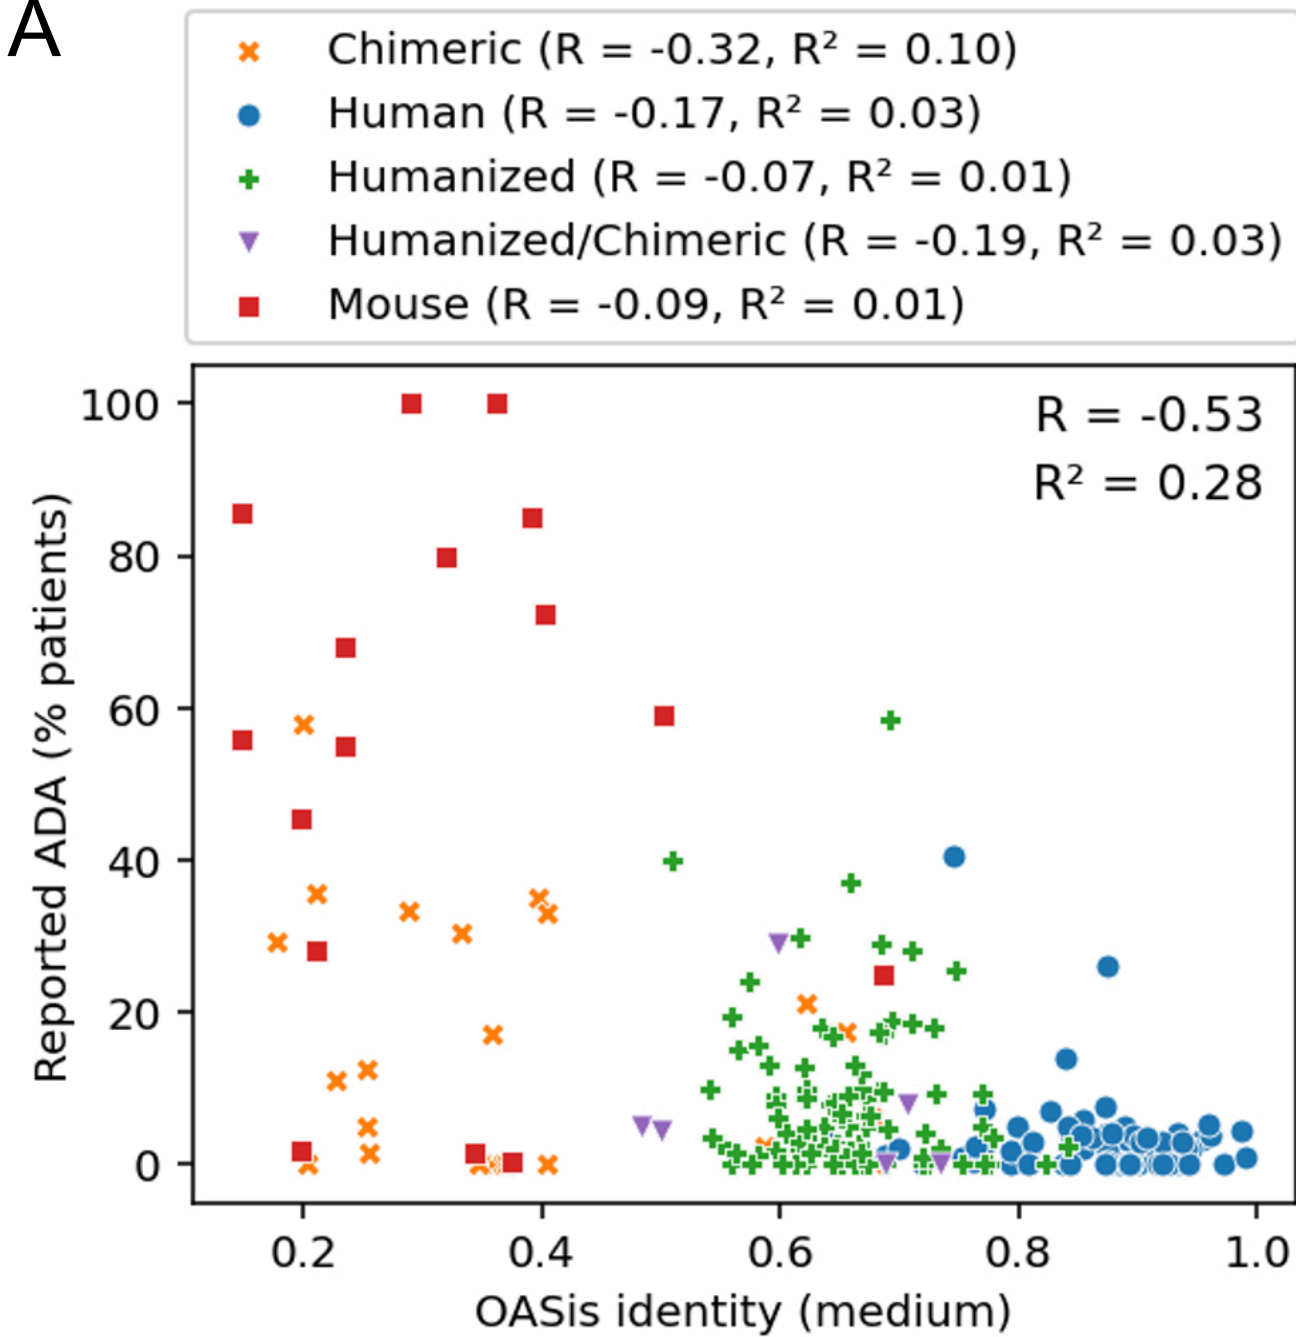 A
Chimeric (R = -0.32, R² = 0.10)
Human (R = -0.17, R² = 0.03)
Humanized (R = -0.07, R² = 0.01)
Humanized/Chimeric (R = -0.19, R² = 0.03)
Mouse (R = -0.09, R² = 0.01)
R = -0.53
R² = 0.28
100
80
60
40
20
0
Reported ADA (% patients)
0.2 0.4 0.6 0.8 1.0
OASis identity (medium)